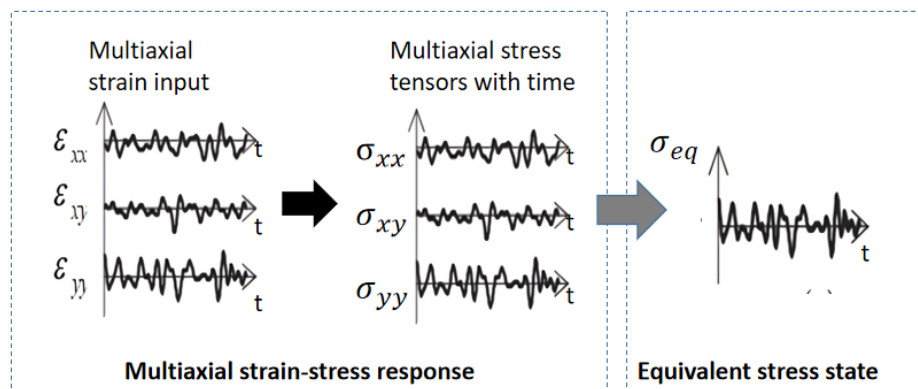 Multiaxial
strain input
Multiaxial stress
tensors with time
ε_xx
t
ε_xy
t
ε_yy
t
σ_xx
t
σ_xy
t
σ_yy
t
σ_eq
t
Multiaxial strain-stress response
Equivalent stress state